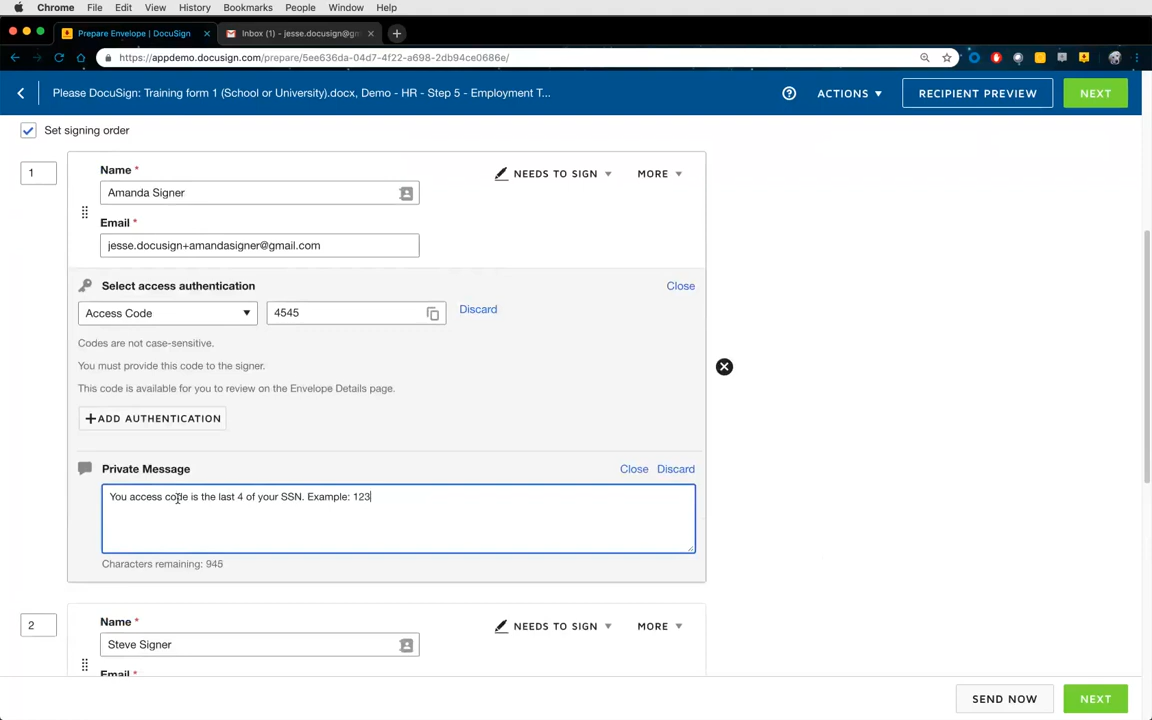 Chrome File Edit View History Bookmarks People Window Help
Prepare Envelope | DocuSign × Inbox (1) - jesse.docusign@gm × +
https://appdemo.docusign.com/prepare/5ee636da-04d7-4f22-a698-2db94ce0686e/
Please DocuSign: Training form 1 (School or University).docx, Demo - HR - Step 5 - Employment T... ACTIONS RECIPIENT PREVIEW NEXT
Set signing order
1
Name *
NEEDS TO SIGN MORE
Amanda Signer
Email *
jesse.docusign+amandasigner@gmail.com
Select access authentication Close
Access Code 4545 Discard
Codes are not case-sensitive.
You must provide this code to the signer.
This code is available for you to review on the Envelope Details page.
+ADD AUTHENTICATION
Private Message Close Discard
You access code is the last 4 of your SSN. Example: 123
Characters remaining: 945
2
Name *
NEEDS TO SIGN MORE
Steve Signer
Email *
SEND NOW NEXT